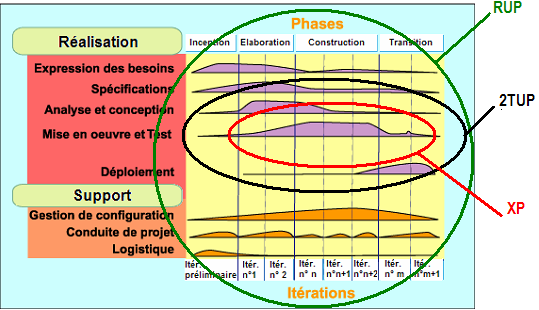 Phases
RUP
Réalisation
Inception Elaboration Construction Transition
Expression des besoins
Spécifications
Analyse et conception
2TUP
Mise en oeuvre et Test
Déploiement
Support
XP
Gestion de configuration
Conduite de projet
Logistique
Itér. Itér. Itér. Itér. Itér. Itér. Itér. Itér.
préliminaire n°1 n° 2 n° n n°n+1 n°n+2 n° m n°m+1
Itérations